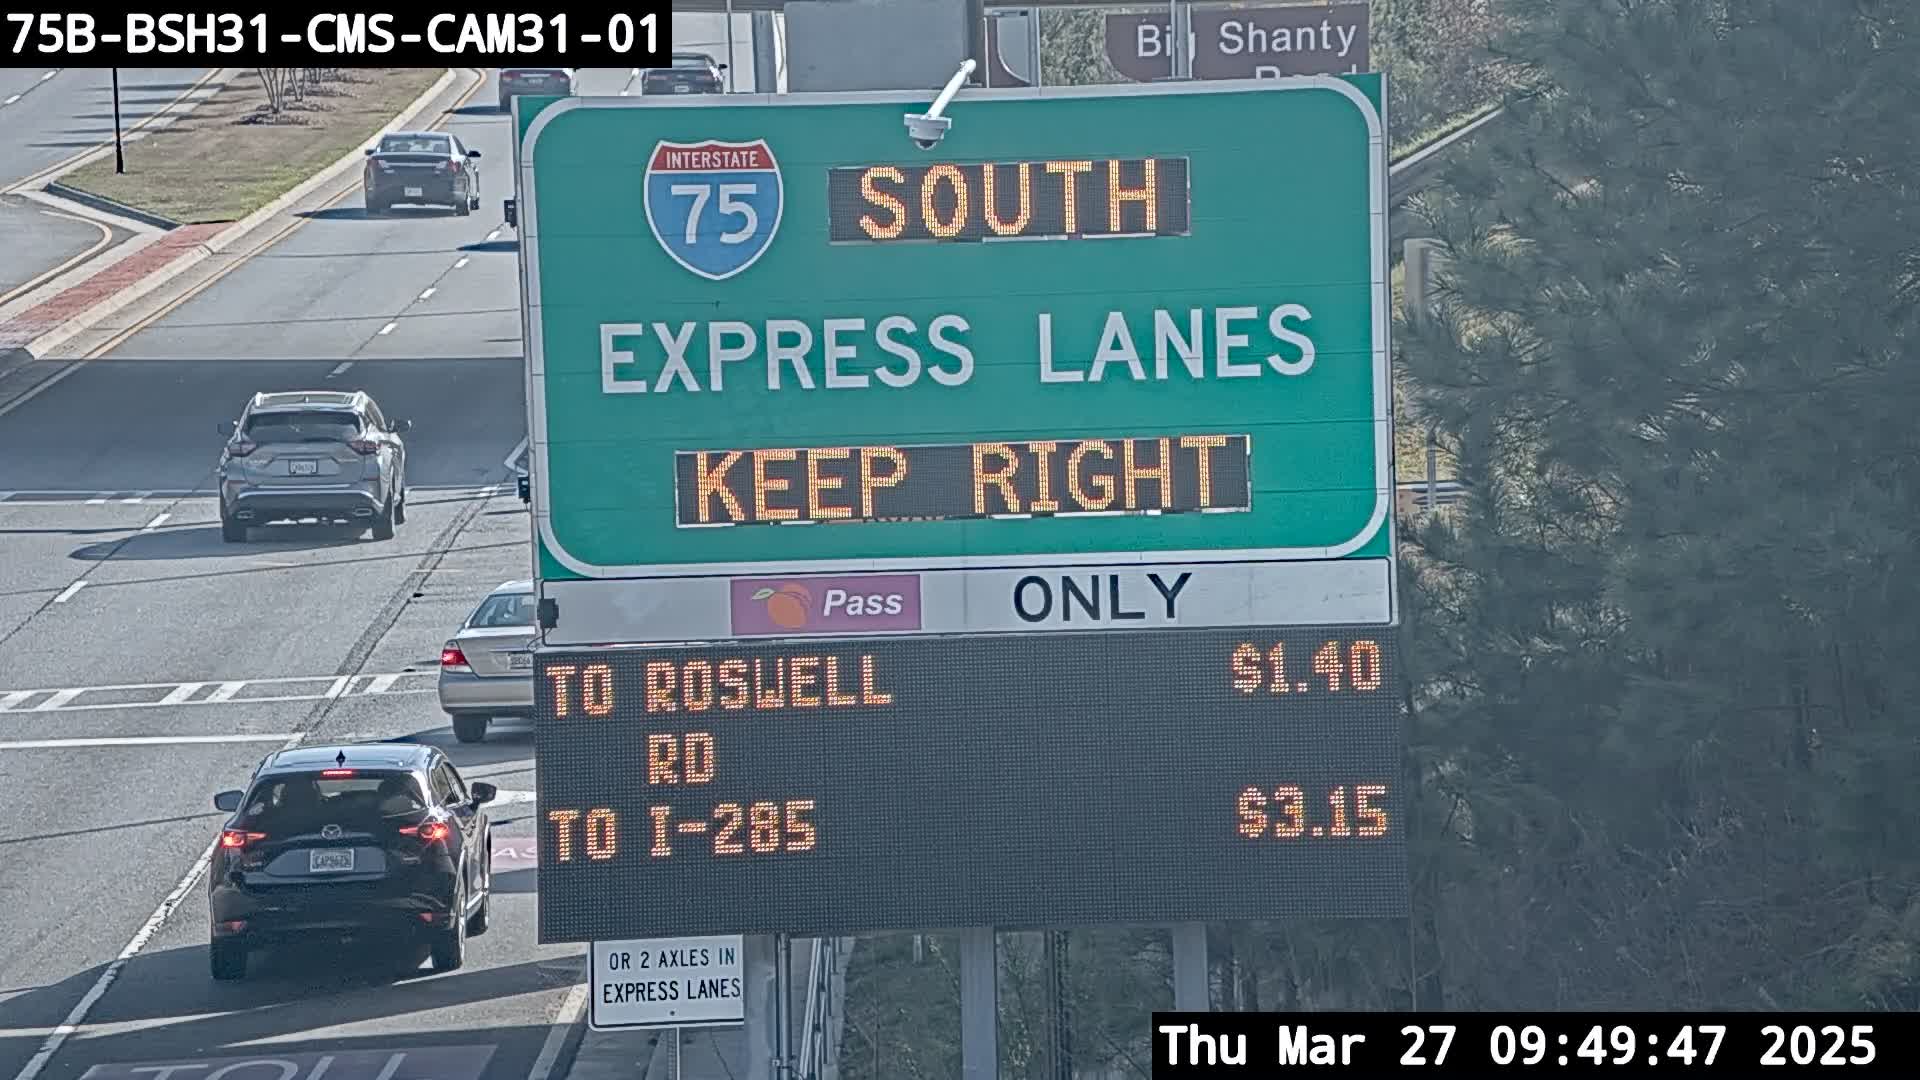 75B-BSH31-CMS-CAM31-01
Big Shanty
Road
INTERSTATE
75
SOUTH
EXPRESS LANES
KEEP RIGHT
Pass ONLY
TO ROSWELL $1.40
RD
TO I-285 $3.15
OR 2 AXLES IN
EXPRESS LANES
TOLL
Thu Mar 27 09:49:47 2025